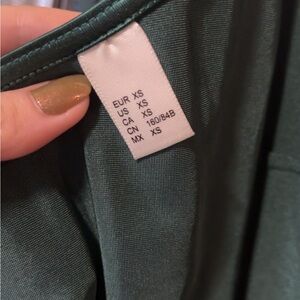 EUR XS
US XS
CA XS
CN 160/84B
MX XS